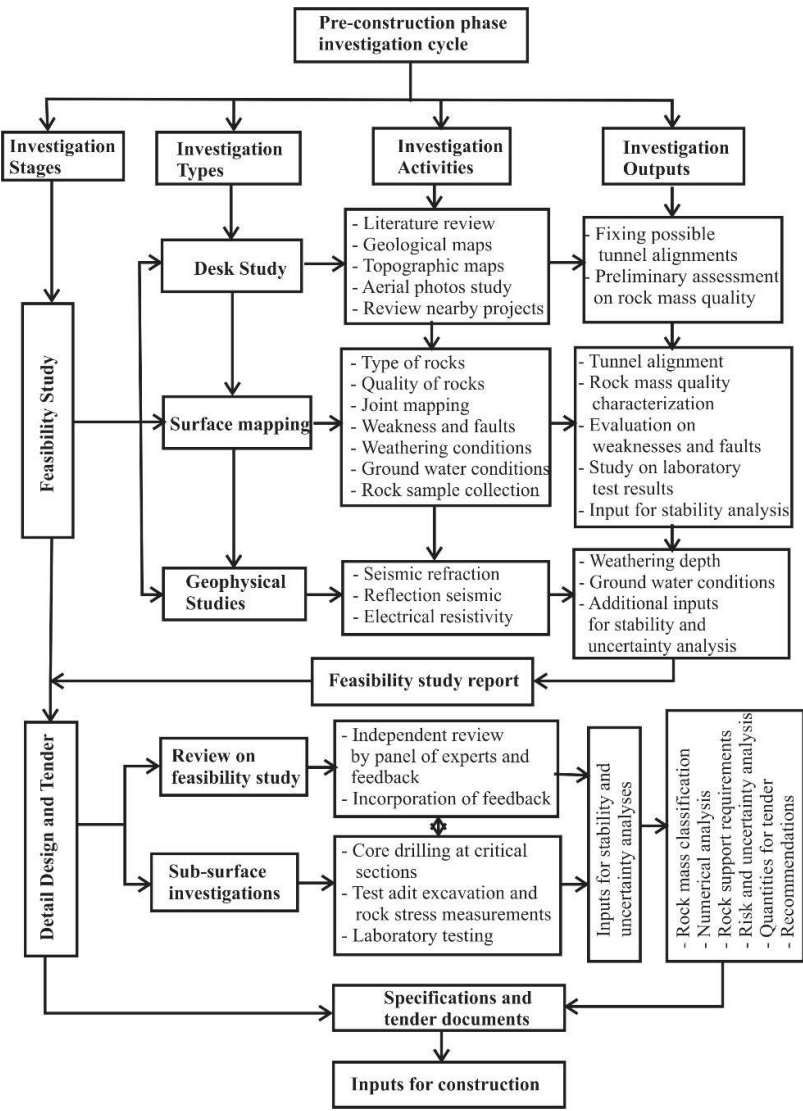 Pre-construction phase
investigation cycle
Investigation
Stages
Investigation
Types
Investigation
Activities
Investigation
Outputs
Feasibility Study
Desk Study
- Literature review
- Geological maps
- Topographic maps
- Aerial photos study
- Review nearby projects
- Fixing possible
tunnel alignments
- Preliminary assessment
on rock mass quality
Surface mapping
- Type of rocks
- Quality of rocks
- Joint mapping
- Weakness and faults
- Weathering conditions
- Ground water conditions
- Rock sample collection
- Tunnel alignment
- Rock mass quality
characterization
- Evaluation on
weaknesses and faults
- Study on laboratory
test results
- Input for stability analysis
Geophysical
Studies
- Seismic refraction
- Reflection seismic
- Electrical resistivity
- Weathering depth
- Ground water conditions
- Additional inputs
for stability and
uncertainty analysis
Feasibility study report
Detail Design and Tender
Review on
feasibility study
- Independent review
by panel of experts and
feedback
- Incorporation of feedback
Sub-surface
investigations
- Core drilling at critical
sections
- Test adit excavation and
rock stress measurements
- Laboratory testing
Inputs for stability and
uncertainty analyses
- Rock mass classification
- Numerical analysis
- Rock support requirements
- Risk and uncertainty analysis
- Quantities for tender
- Recommendations
Specifications and
tender documents
Inputs for construction